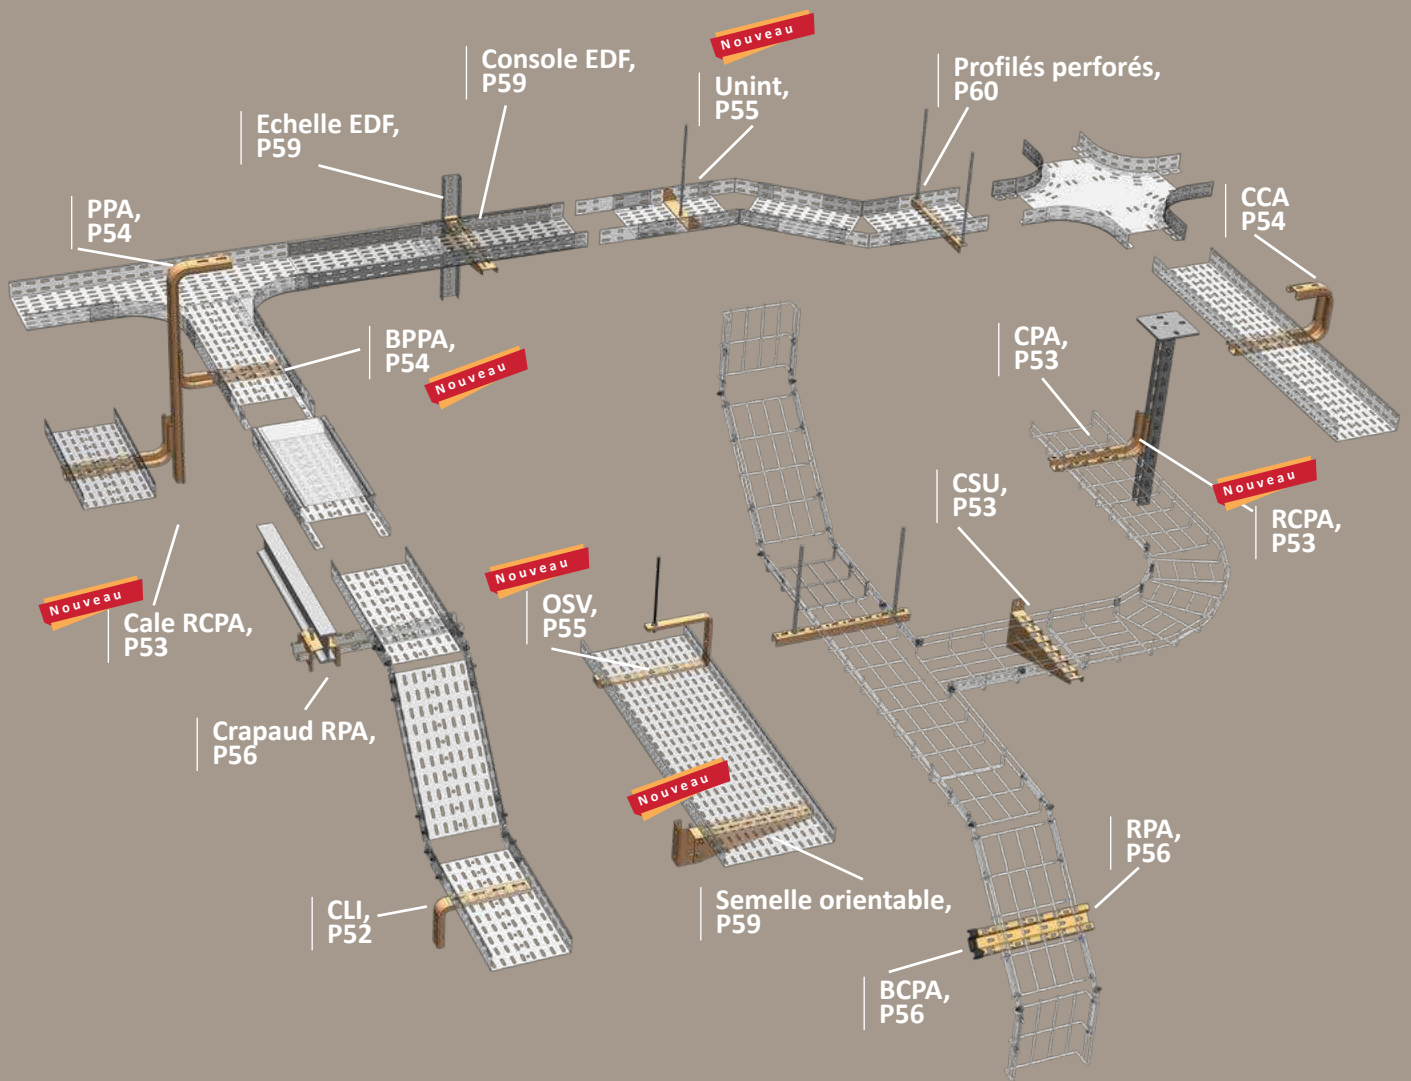 Nouveau
Console EDF,
P59
Unint,
P55
Profilés perforés,
P60
Echelle EDF,
P59
PPA,
P54
CCA
P54
BPPA,
P54
Nouveau
CPA,
P53
Nouveau
CSU,
P53
RCPA,
P53
Nouveau
OSV,
P55
Nouveau
Cale RCPA,
P53
Crapaud RPA,
P56
Nouveau
RPA,
P56
CLI,
P52
Semelle orientable,
P59
BCPA,
P56